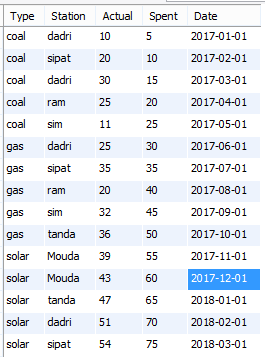 Type Station Actual Spent Date
coal dadri 10 5 2017-01-01
coal sipat 20 10 2017-02-01
coal dadri 30 15 2017-03-01
coal ram 25 20 2017-04-01
coal sim 11 25 2017-05-01
gas dadri 25 30 2017-06-01
gas sipat 35 35 2017-07-01
gas ram 20 40 2017-08-01
gas sim 32 45 2017-09-01
gas tanda 36 50 2017-10-01
solar Mouda 39 55 2017-11-01
solar Mouda 43 60 2017-12-01
solar tanda 47 65 2018-01-01
solar dadri 51 70 2018-02-01
solar sipat 54 75 2018-03-01